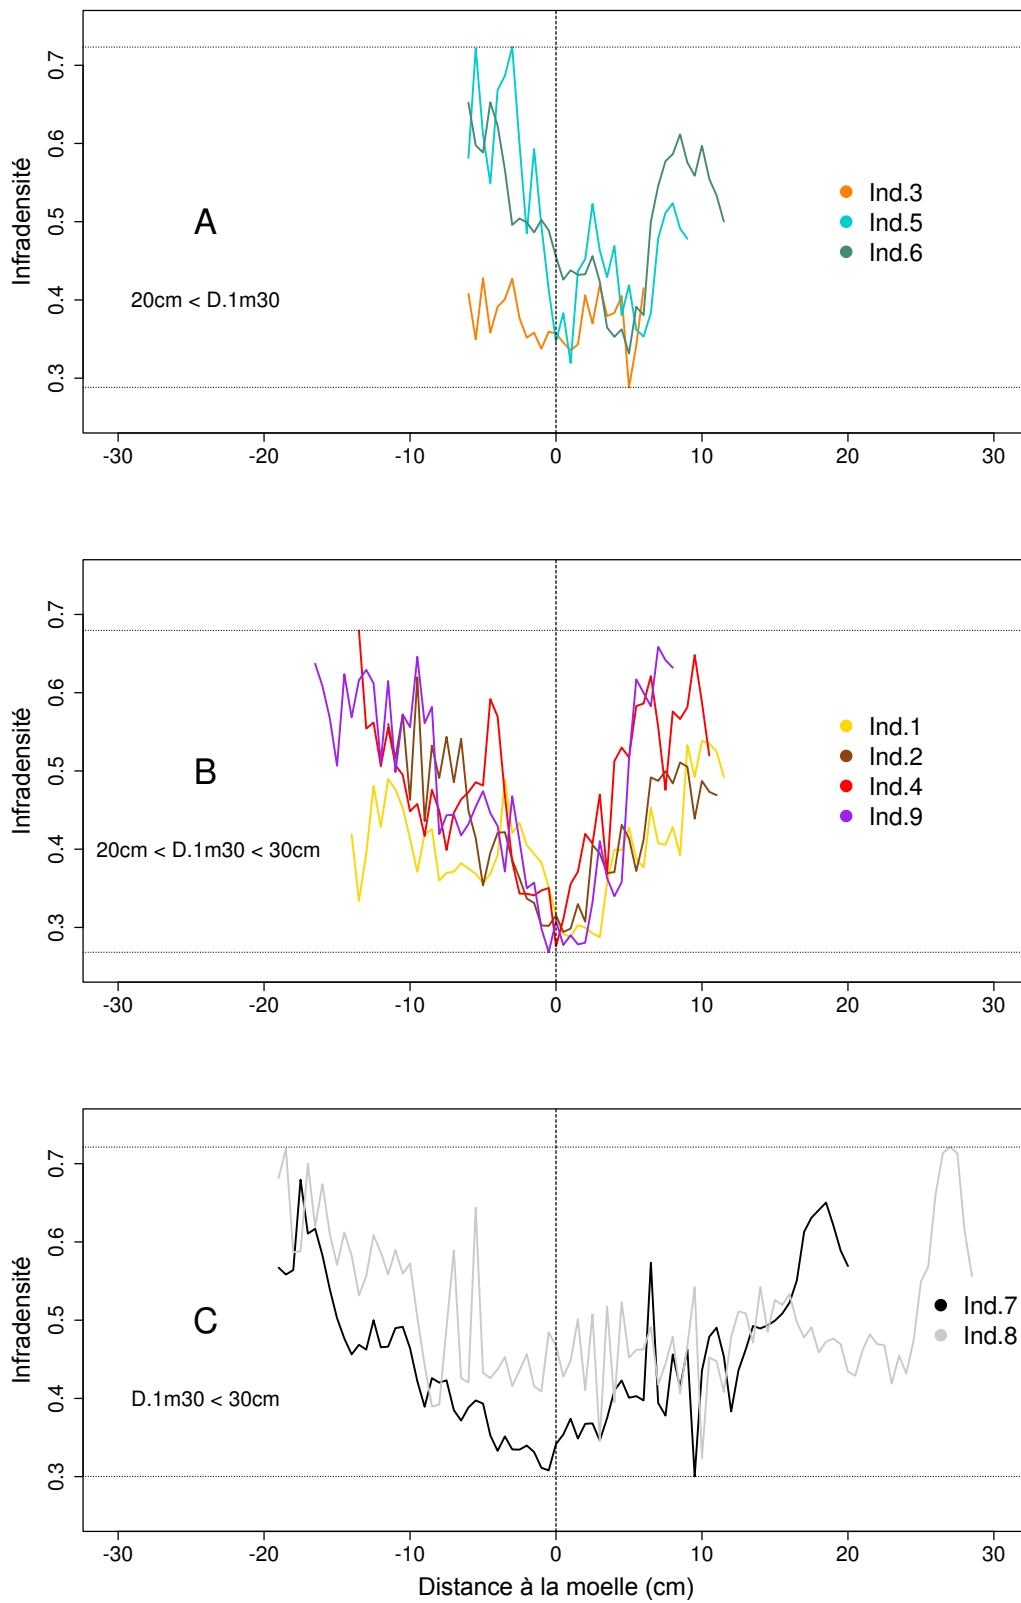 0.7
0.6
0.5
0.4
0.3
Infradensité
A
20cm < D.1m30
Ind.3
Ind.5
Ind.6
-30 -20 -10 0 10 20 30
0.7
0.6
0.5
0.4
0.3
Infradensité
B
20cm < D.1m30 < 30cm
Ind.1
Ind.2
Ind.4
Ind.9
-30 -20 -10 0 10 20 30
0.7
0.6
0.5
0.4
0.3
Infradensité
C
D.1m30 < 30cm
Ind.7
Ind.8
-30 -20 -10 0 10 20 30
Distance à la moelle (cm)